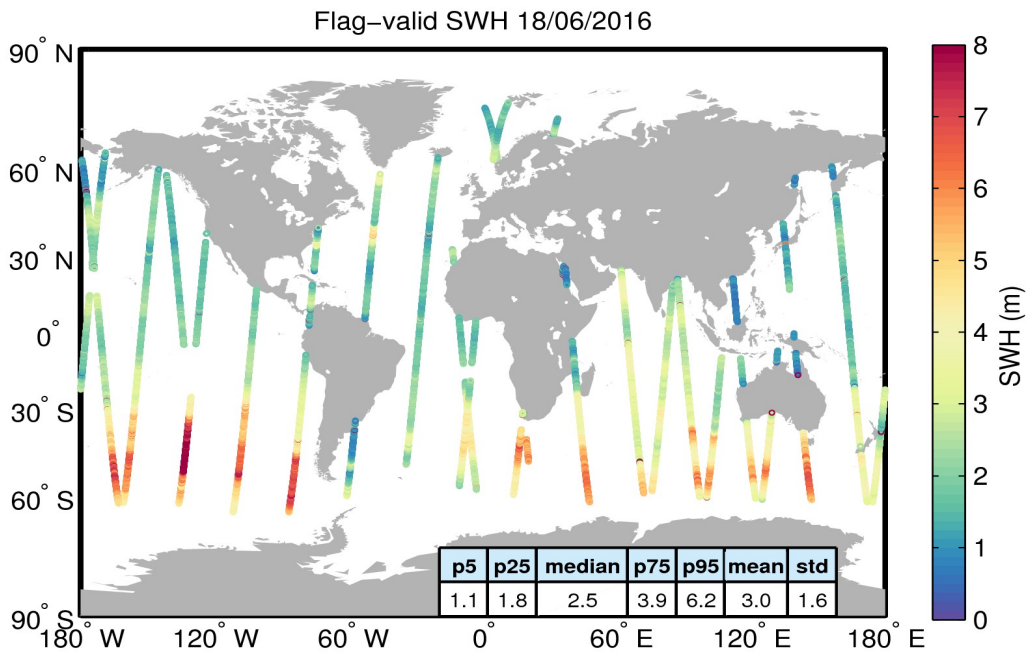 Flag−valid SWH 18/06/2016
90° N
60° N
30° N
0°
30° S
60° S
90° S
180° W
120° W
60° W
0°
60° E
120° E
180° E
p5 p25 median p75 p95 mean std
1.1 1.8 2.5 3.9 6.2 3.0 1.6
8
7
6
5
4
3
2
1
0
SWH (m)